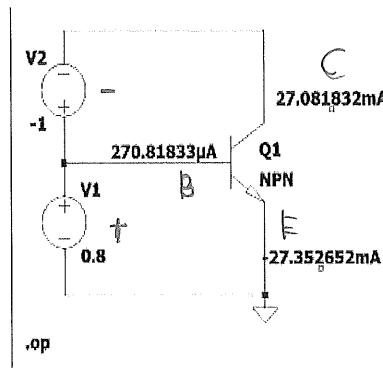 V2
C
27.081832mA
-
-1
270.81833µA
Q1
B
NPN
V1
+
E
0.8
-27.352652mA
.op